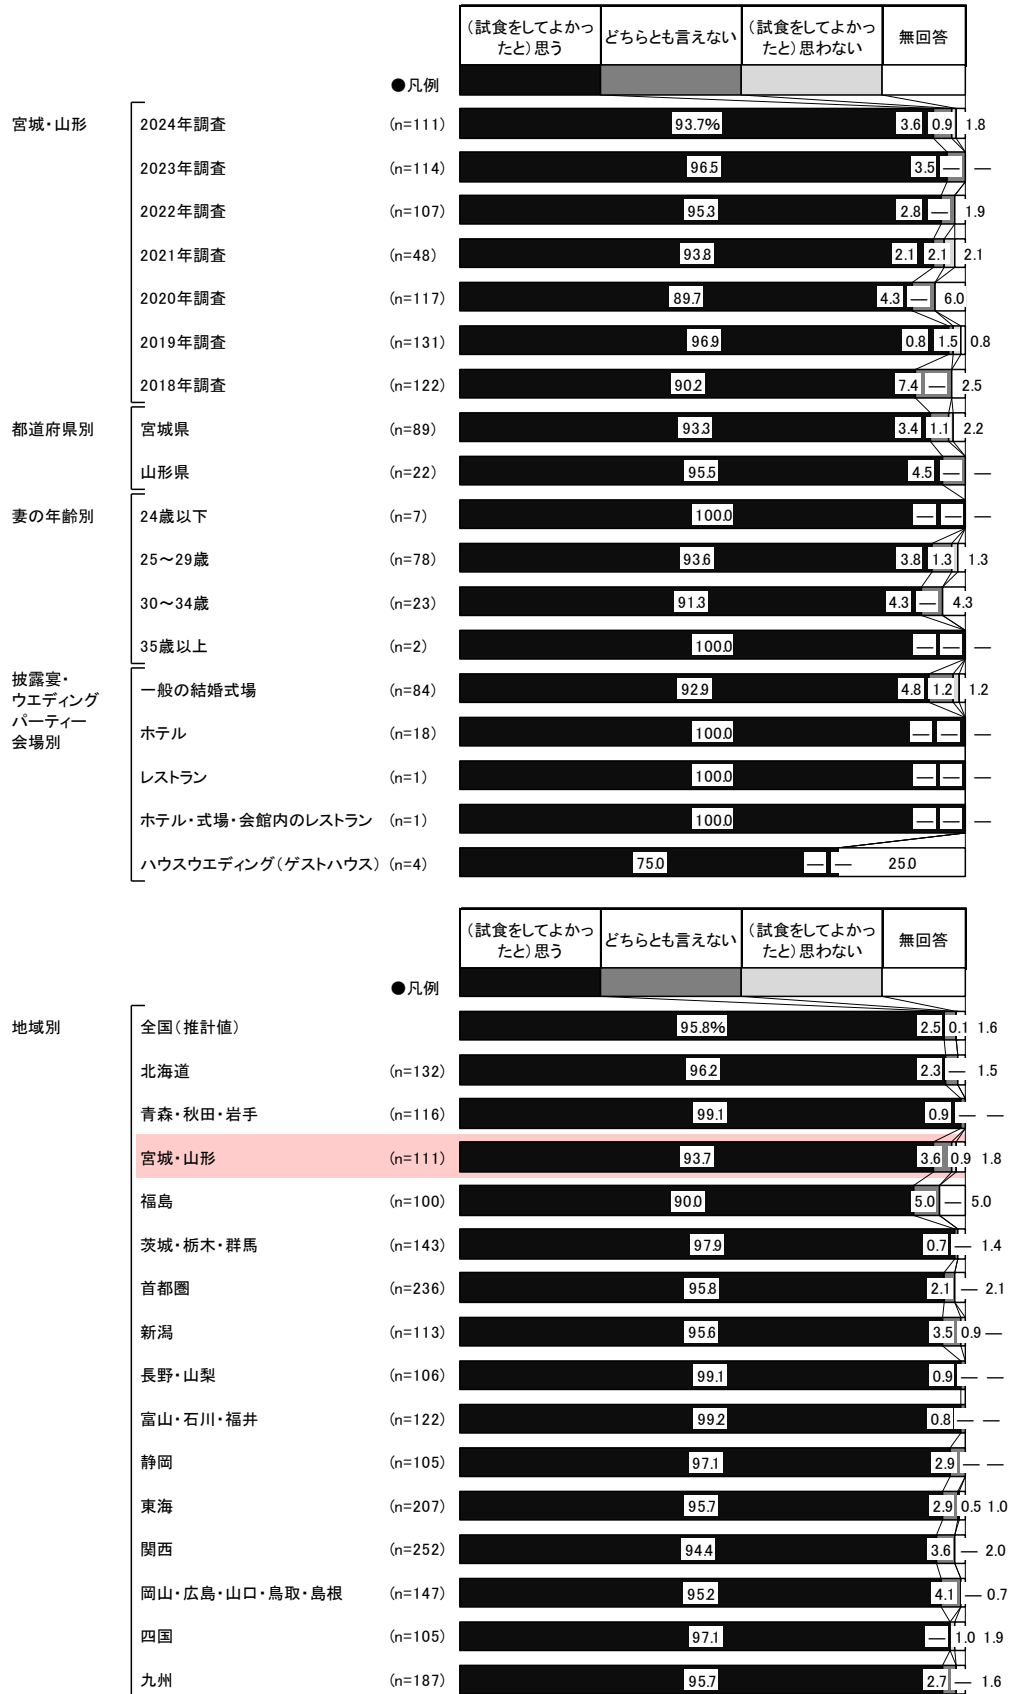 (試食をしてよかっ
たと)思う
どちらとも言えない
(試食をしてよかっ
たと)思わない
無回答
●凡例
宮城・山形
2024年調査 (n=111) 93.7% 3.6 0.9 1.8
2023年調査 (n=114) 96.5 3.5 — —
2022年調査 (n=107) 95.3 2.8 — 1.9
2021年調査 (n=48) 93.8 2.1 2.1 2.1
2020年調査 (n=117) 89.7 4.3 — 6.0
2019年調査 (n=131) 96.9 0.8 1.5 0.8
2018年調査 (n=122) 90.2 7.4 — 2.5
都道府県別
宮城県 (n=89) 93.3 3.4 1.1 2.2
山形県 (n=22) 95.5 4.5 — —
妻の年齢別
24歳以下 (n=7) 100.0 — — —
25~29歳 (n=78) 93.6 3.8 1.3 1.3
30~34歳 (n=23) 91.3 4.3 — 4.3
35歳以上 (n=2) 100.0 — — —
披露宴・
ウエディング
パーティー
会場別
一般の結婚式場 (n=84) 92.9 4.8 1.2 1.2
ホテル (n=18) 100.0 — — —
レストラン (n=1) 100.0 — — —
ホテル・式場・会館内のレストラン (n=1) 100.0 — — —
ハウスウエディング(ゲストハウス) (n=4) 75.0 — — 25.0
(試食をしてよかっ
たと)思う
どちらとも言えない
(試食をしてよかっ
たと)思わない
無回答
●凡例
地域別
全国(推計値) 95.8% 2.5 0.1 1.6
北海道 (n=132) 96.2 2.3 — 1.5
青森・秋田・岩手 (n=116) 99.1 0.9 — —
宮城・山形 (n=111) 93.7 3.6 0.9 1.8
福島 (n=100) 90.0 5.0 — 5.0
茨城・栃木・群馬 (n=143) 97.9 0.7 — 1.4
首都圏 (n=236) 95.8 2.1 — 2.1
新潟 (n=113) 95.6 3.5 0.9 —
長野・山梨 (n=106) 99.1 0.9 — —
富山・石川・福井 (n=122) 99.2 0.8 — —
静岡 (n=105) 97.1 2.9 — —
東海 (n=207) 95.7 2.9 0.5 1.0
関西 (n=252) 94.4 3.6 — 2.0
岡山・広島・山口・鳥取・島根 (n=147) 95.2 4.1 — 0.7
四国 (n=105) 97.1 — 1.0 1.9
九州 (n=187) 95.7 2.7 — 1.6